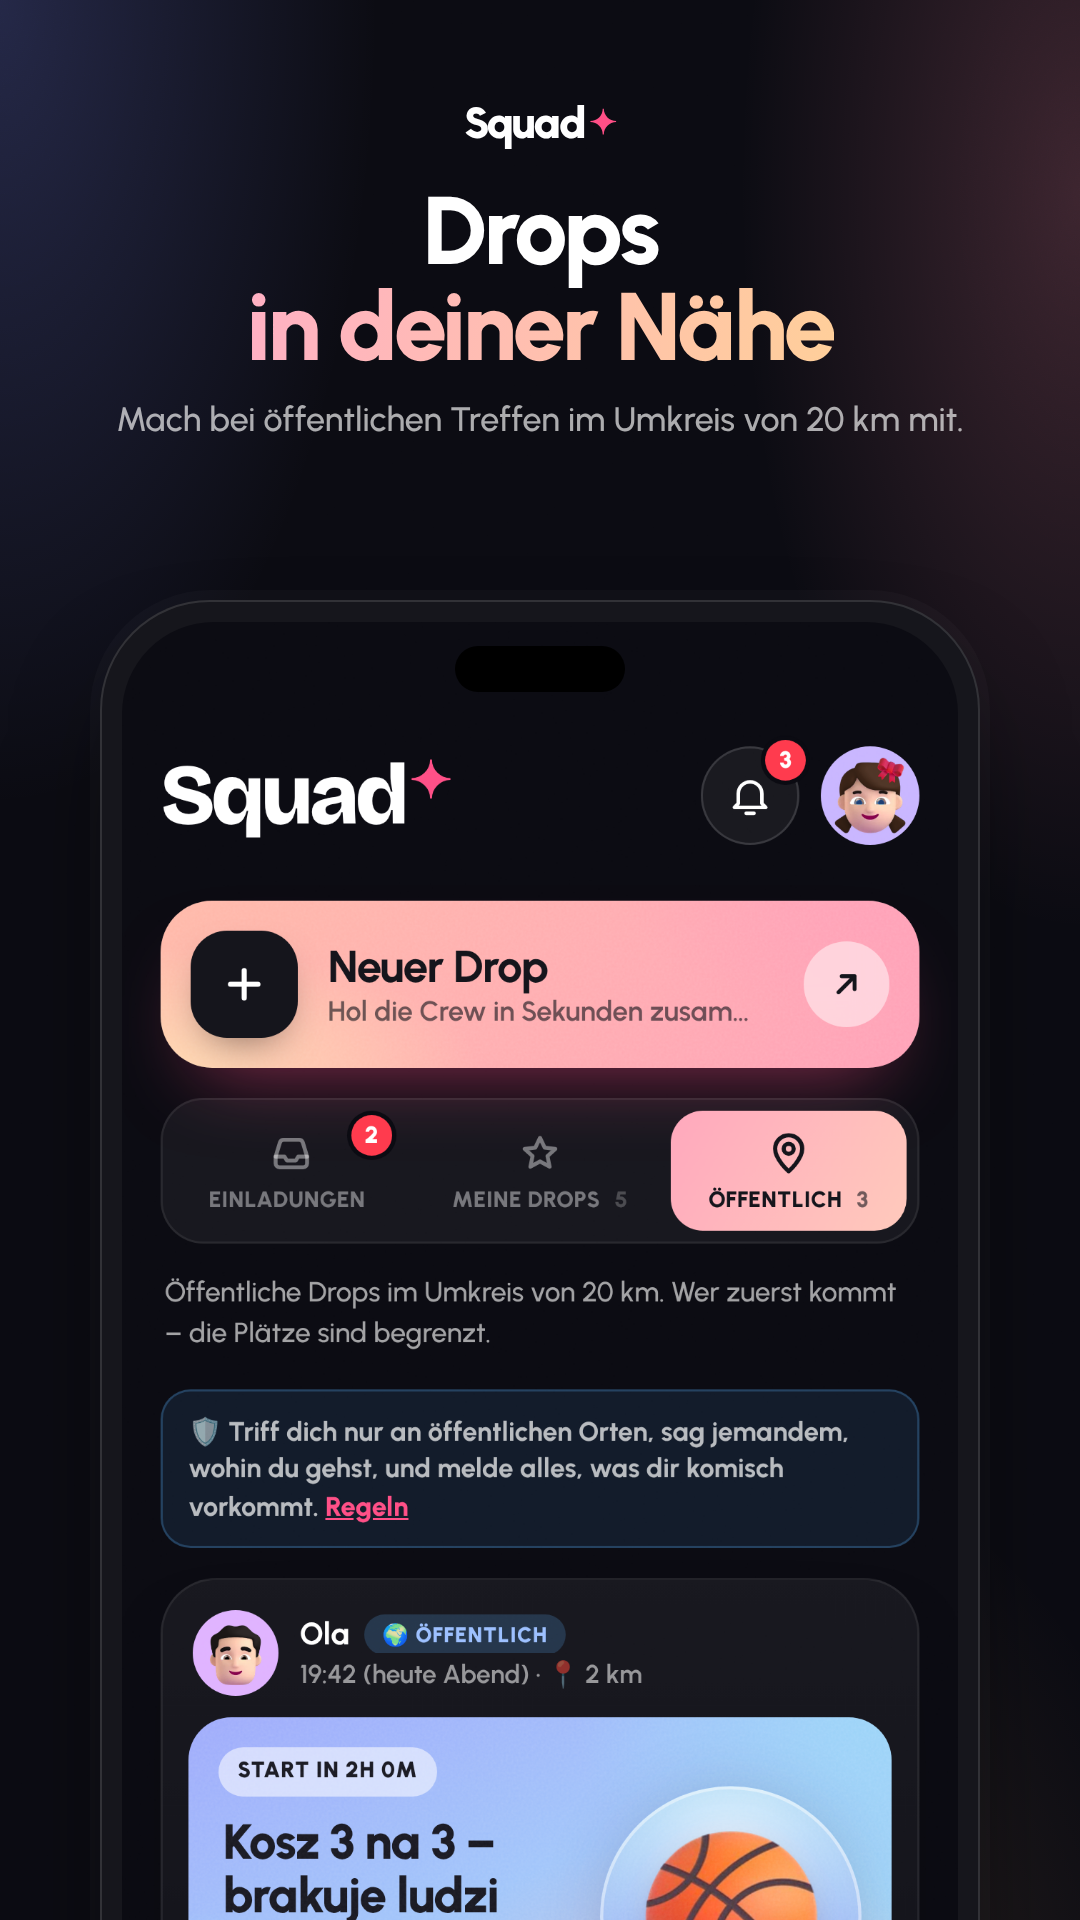 Squad
Drops
in deiner Nähe
Mach bei öffentlichen Treffen im Umkreis von 20 km mit.
Squad
3
Neuer Drop
Hol die Crew in Sekunden zusam...
2
EINLADUNGEN
MEINE DROPS 5
ÖFFENTLICH 3
Öffentliche Drops im Umkreis von 20 km. Wer zuerst kommt
– die Plätze sind begrenzt.
Triff dich nur an öffentlichen Orten, sag jemandem,
wohin du gehst, und melde alles, was dir komisch
vorkommt. Regeln
Ola ÖFFENTLICH
19:42 (heute Abend) · 2 km
START IN 2H 0M
Kosz 3 na 3 –
brakuje ludzi